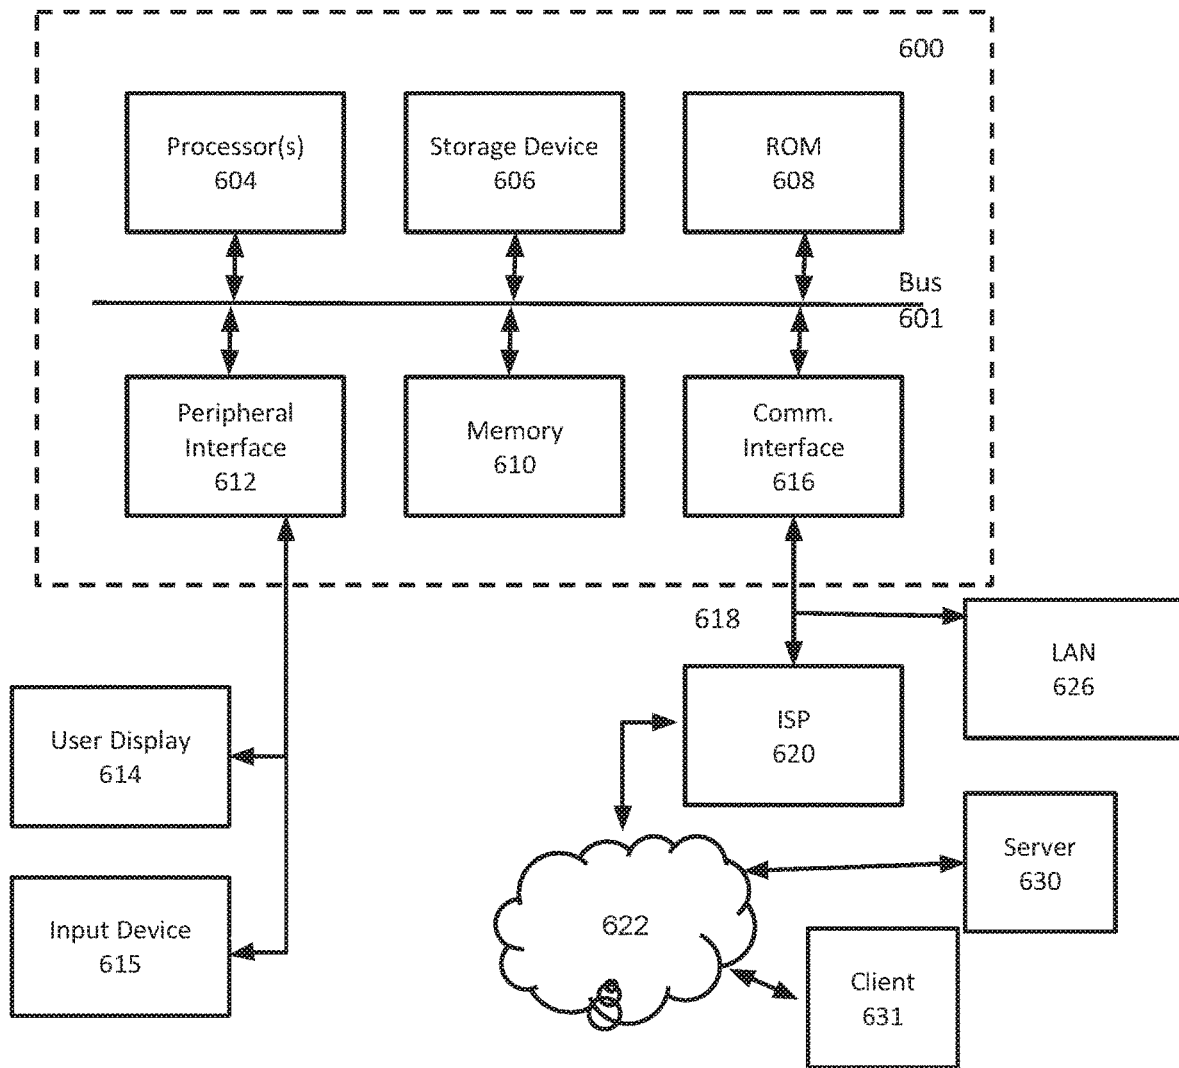 600
Processor(s)
604
Storage Device
606
ROM
608
Bus
601
Peripheral
Interface
612
Memory
610
Comm.
Interface
616
618
LAN
626
User Display
614
ISP
620
Server
630
Input Device
615
622
Client
631